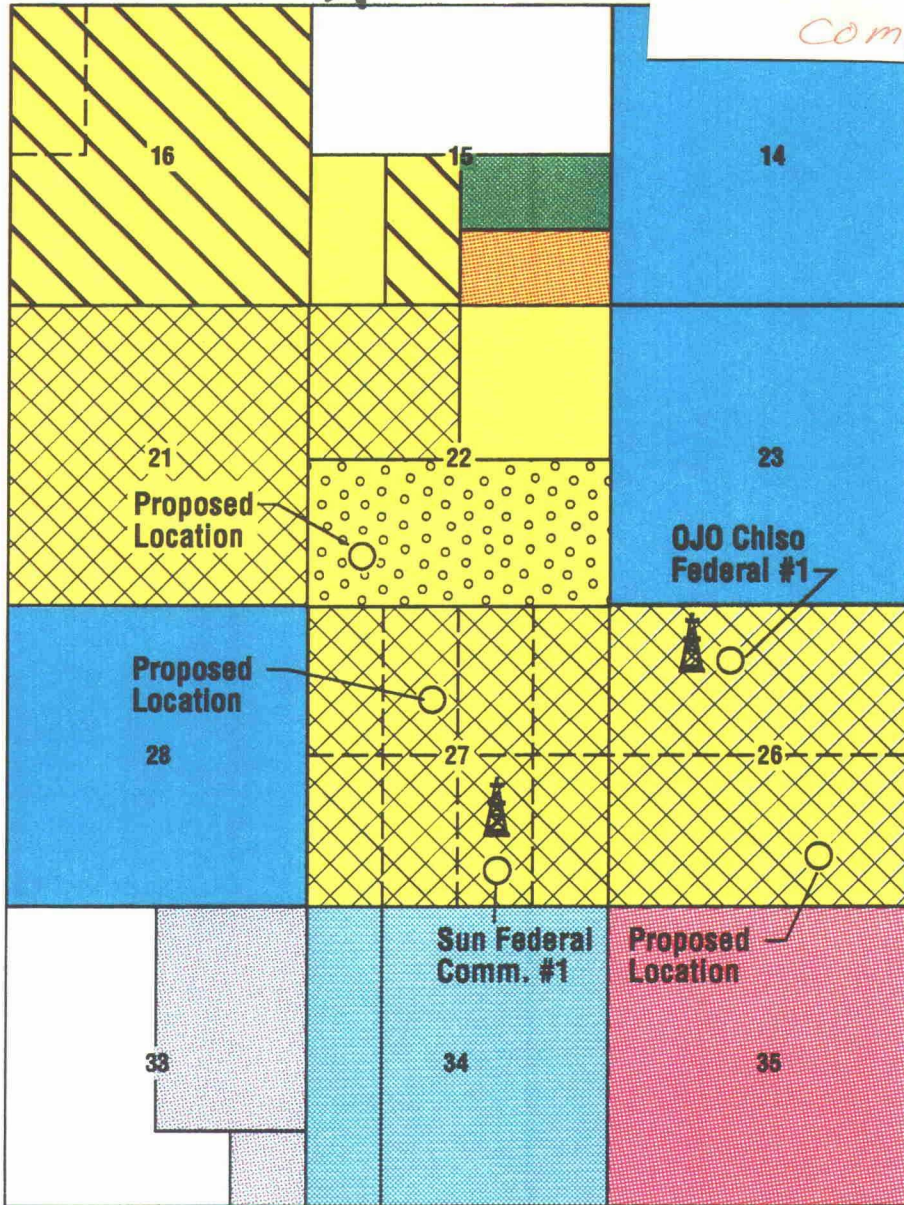 Com
16
15
14
21
22
23
Proposed
Location
OJO Chiso
Federal #1
Proposed
Location
28
27
26
Sun Federal
Comm. #1
Proposed
Location
33
34
35